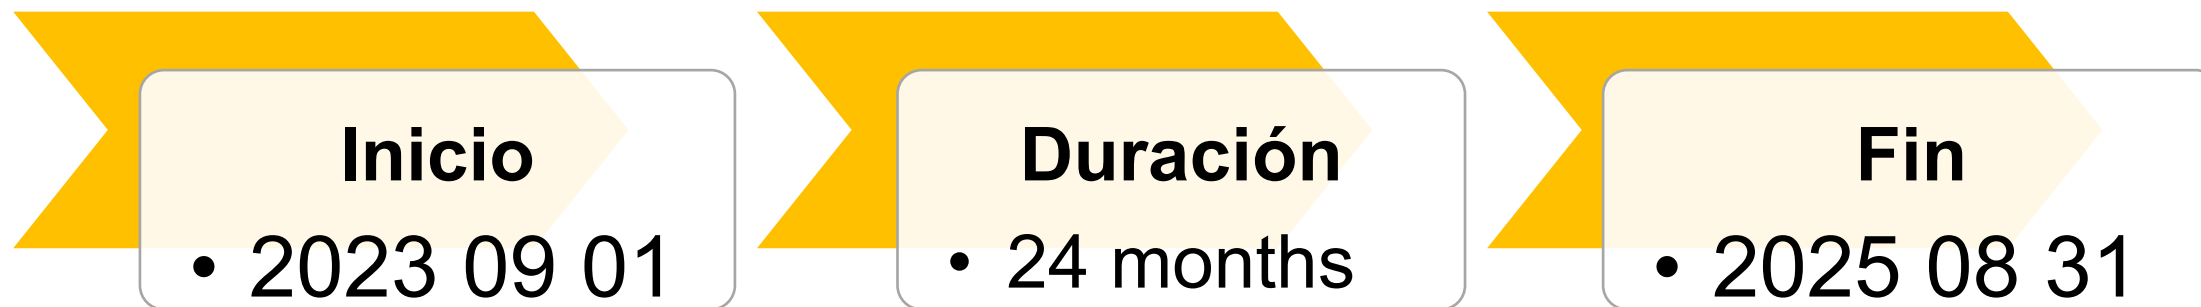 Inicio
• 2023 09 01
Duración
• 24 months
Fin
• 2025 08 31